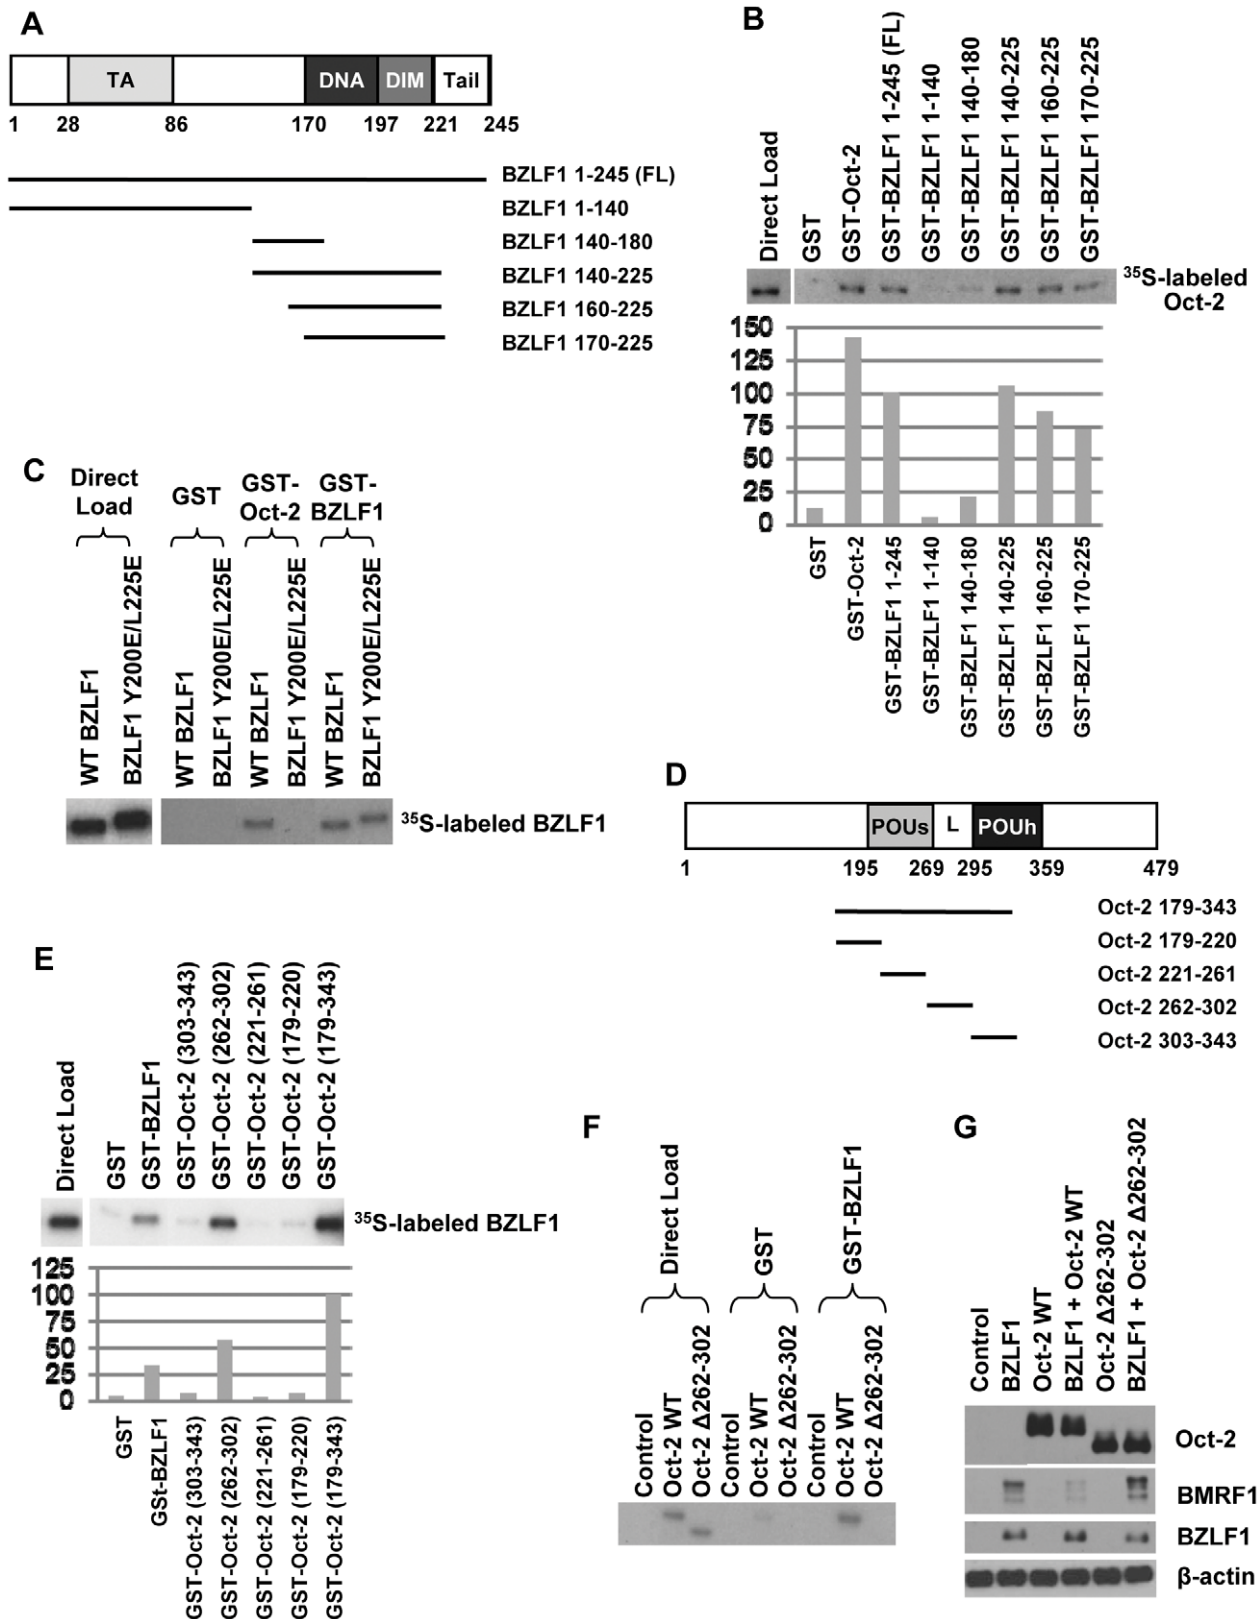 A
TA
DNA
DIM
Tail
1 28 86 170 197 221 245
BZLF1 1-245 (FL)
BZLF1 1-140
BZLF1 140-180
BZLF1 140-225
BZLF1 160-225
BZLF1 170-225
B
Direct Load
GST
GST-Oct-2
GST-BZLF1 1-245 (FL)
GST-BZLF1 1-140
GST-BZLF1 140-180
GST-BZLF1 140-225
GST-BZLF1 160-225
GST-BZLF1 170-225
35S-labeled
Oct-2
150
125
100
75
50
25
0
GST
GST-Oct-2
GST-BZLF1 1-245
GST-BZLF1 1-140
GST-BZLF1 140-180
GST-BZLF1 140-225
GST-BZLF1 160-225
GST-BZLF1 170-225
C
Direct
Load
GST
GST-
Oct-2
GST-
BZLF1
WT BZLF1
BZLF1 Y200E/L225E
WT BZLF1
BZLF1 Y200E/L225E
WT BZLF1
BZLF1 Y200E/L225E
WT BZLF1
BZLF1 Y200E/L225E
35S-labeled BZLF1
D
POUs
L
POUh
1 195 269 295 359 479
Oct-2 179-343
Oct-2 179-220
Oct-2 221-261
Oct-2 262-302
Oct-2 303-343
E
Direct Load
GST
GST-BZLF1
GST-Oct-2 (303-343)
GST-Oct-2 (262-302)
GST-Oct-2 (221-261)
GST-Oct-2 (179-220)
GST-Oct-2 (179-343)
35S-labeled BZLF1
125
100
75
50
25
0
GST
GSt-BZLF1
GST-Oct-2 (303-343)
GST-Oct-2 (262-302)
GST-Oct-2 (221-261)
GST-Oct-2 (179-220)
GST-Oct-2 (179-343)
F
Direct Load
GST
GST-BZLF1
Control
Oct-2 WT
Oct-2 Δ262-302
Control
Oct-2 WT
Oct-2 Δ262-302
Control
Oct-2 WT
Oct-2 Δ262-302
G
Control
BZLF1
Oct-2 WT
BZLF1 + Oct-2 WT
Oct-2 Δ262-302
BZLF1 + Oct-2 Δ262-302
Oct-2
BMRF1
BZLF1
β-actin